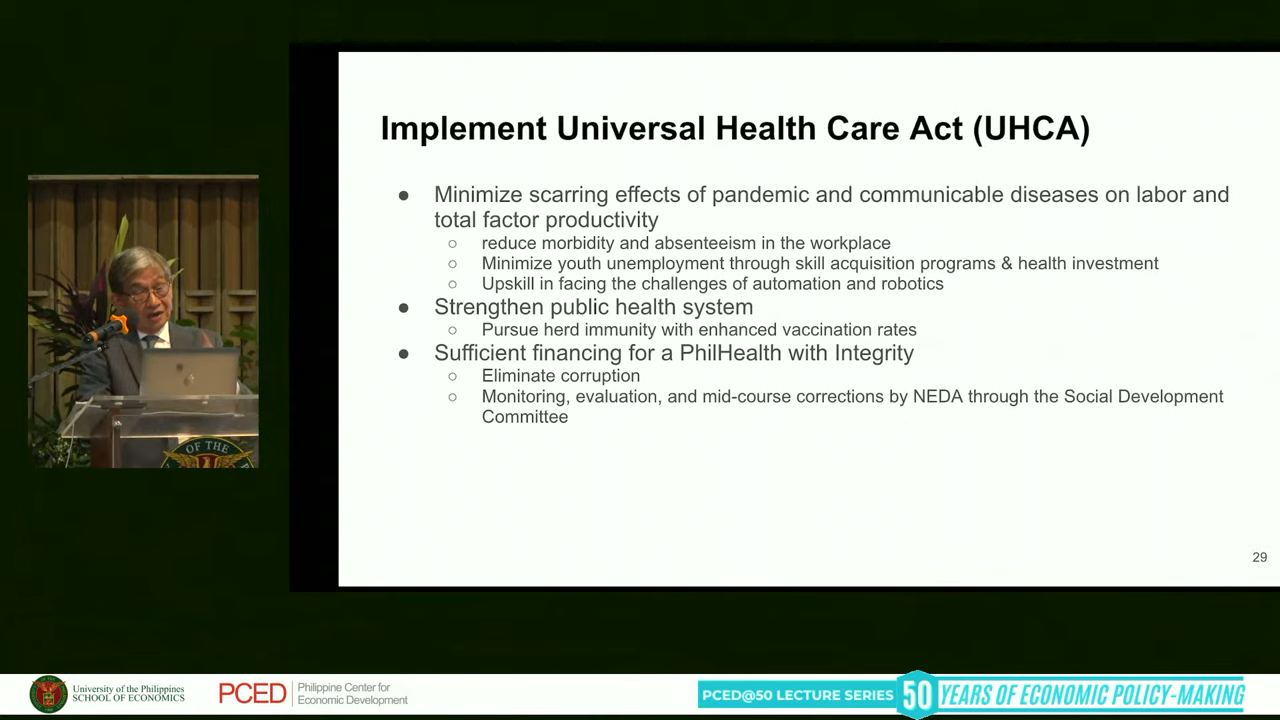 Implement Universal Health Care Act (UHCA)
● Minimize scarring effects of pandemic and communicable diseases on labor and
total factor productivity
○ reduce morbidity and absenteeism in the workplace
○ Minimize youth unemployment through skill acquisition programs & health investment
○ Upskill in facing the challenges of automation and robotics
● Strengthen public health system
○ Pursue herd immunity with enhanced vaccination rates
● Sufficient financing for a PhilHealth with Integrity
○ Eliminate corruption
○ Monitoring, evaluation, and mid-course corrections by NEDA through the Social Development
Committee
29
OF THE
University of the Philippines
SCHOOL OF ECONOMICS
PCED
Philippine Center for
Economic Development
PCED@50 LECTURE SERIES
50 YEARS OF ECONOMIC POLICY-MAKING